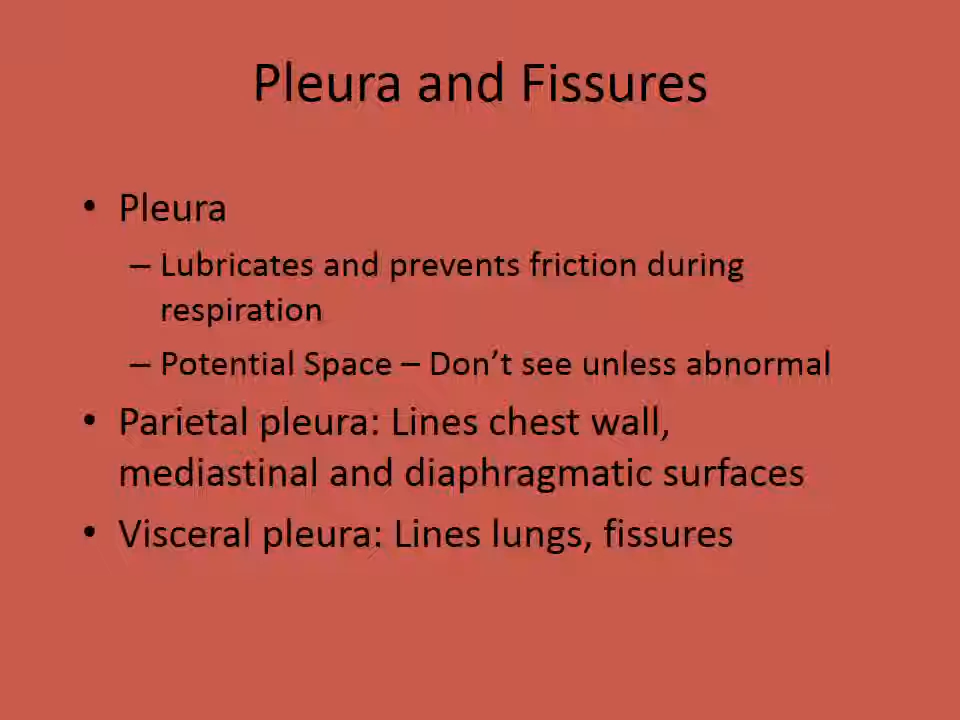 Pleura and Fissures
• Pleura
– Lubricates and prevents friction during
respiration
– Potential Space – Don’t see unless abnormal
• Parietal pleura: Lines chest wall,
mediastinal and diaphragmatic surfaces
• Visceral pleura: Lines lungs, fissures